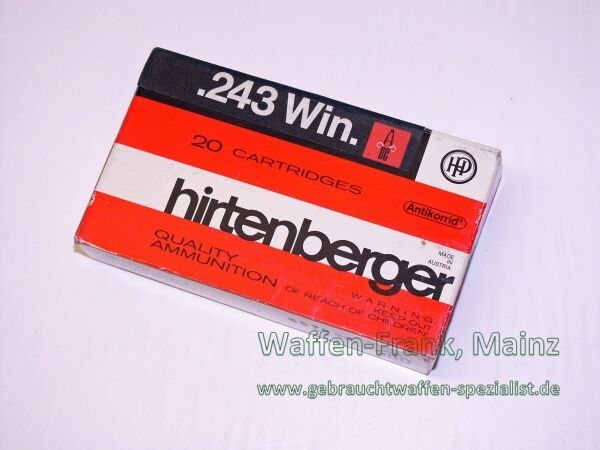 .243 Win.
ABC
HP
20 CARTRIDGES
Antikorrid®
hirtenberger
MADE
IN
AUSTRIA
QUALITY
AMMUNITION
WARNING
KEEP OUT
OF REACH OF CHILDREN!
Waffen-Frank, Mainz
www.gebrauchtwaffen-spezialist.de